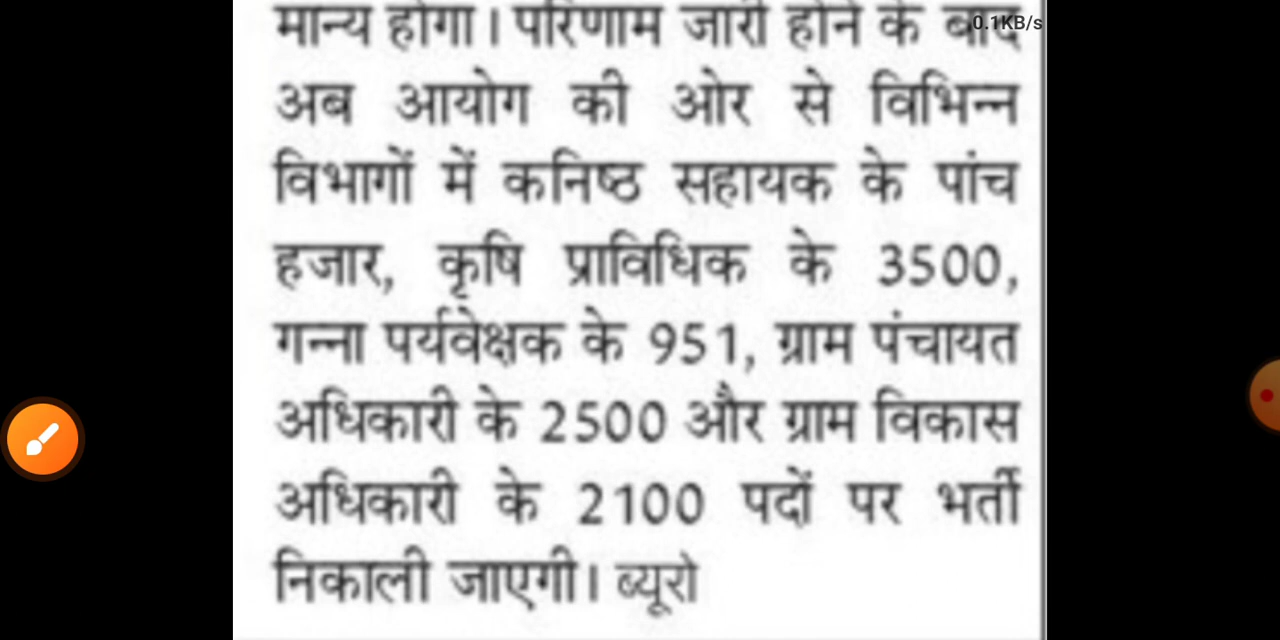 मान्य होगा। परिणाम जारी होने के बाद
0.1KB/s
अब आयोग की ओर से विभिन्न
विभागों में कनिष्ठ सहायक के पांच
हजार, कृषि प्राविधिक के 3500,
गन्ना पर्यवेक्षक के 951, ग्राम पंचायत
अधिकारी के 2500 और ग्राम विकास
अधिकारी के 2100 पदों पर भर्ती
निकाली जाएगी। ब्यूरो